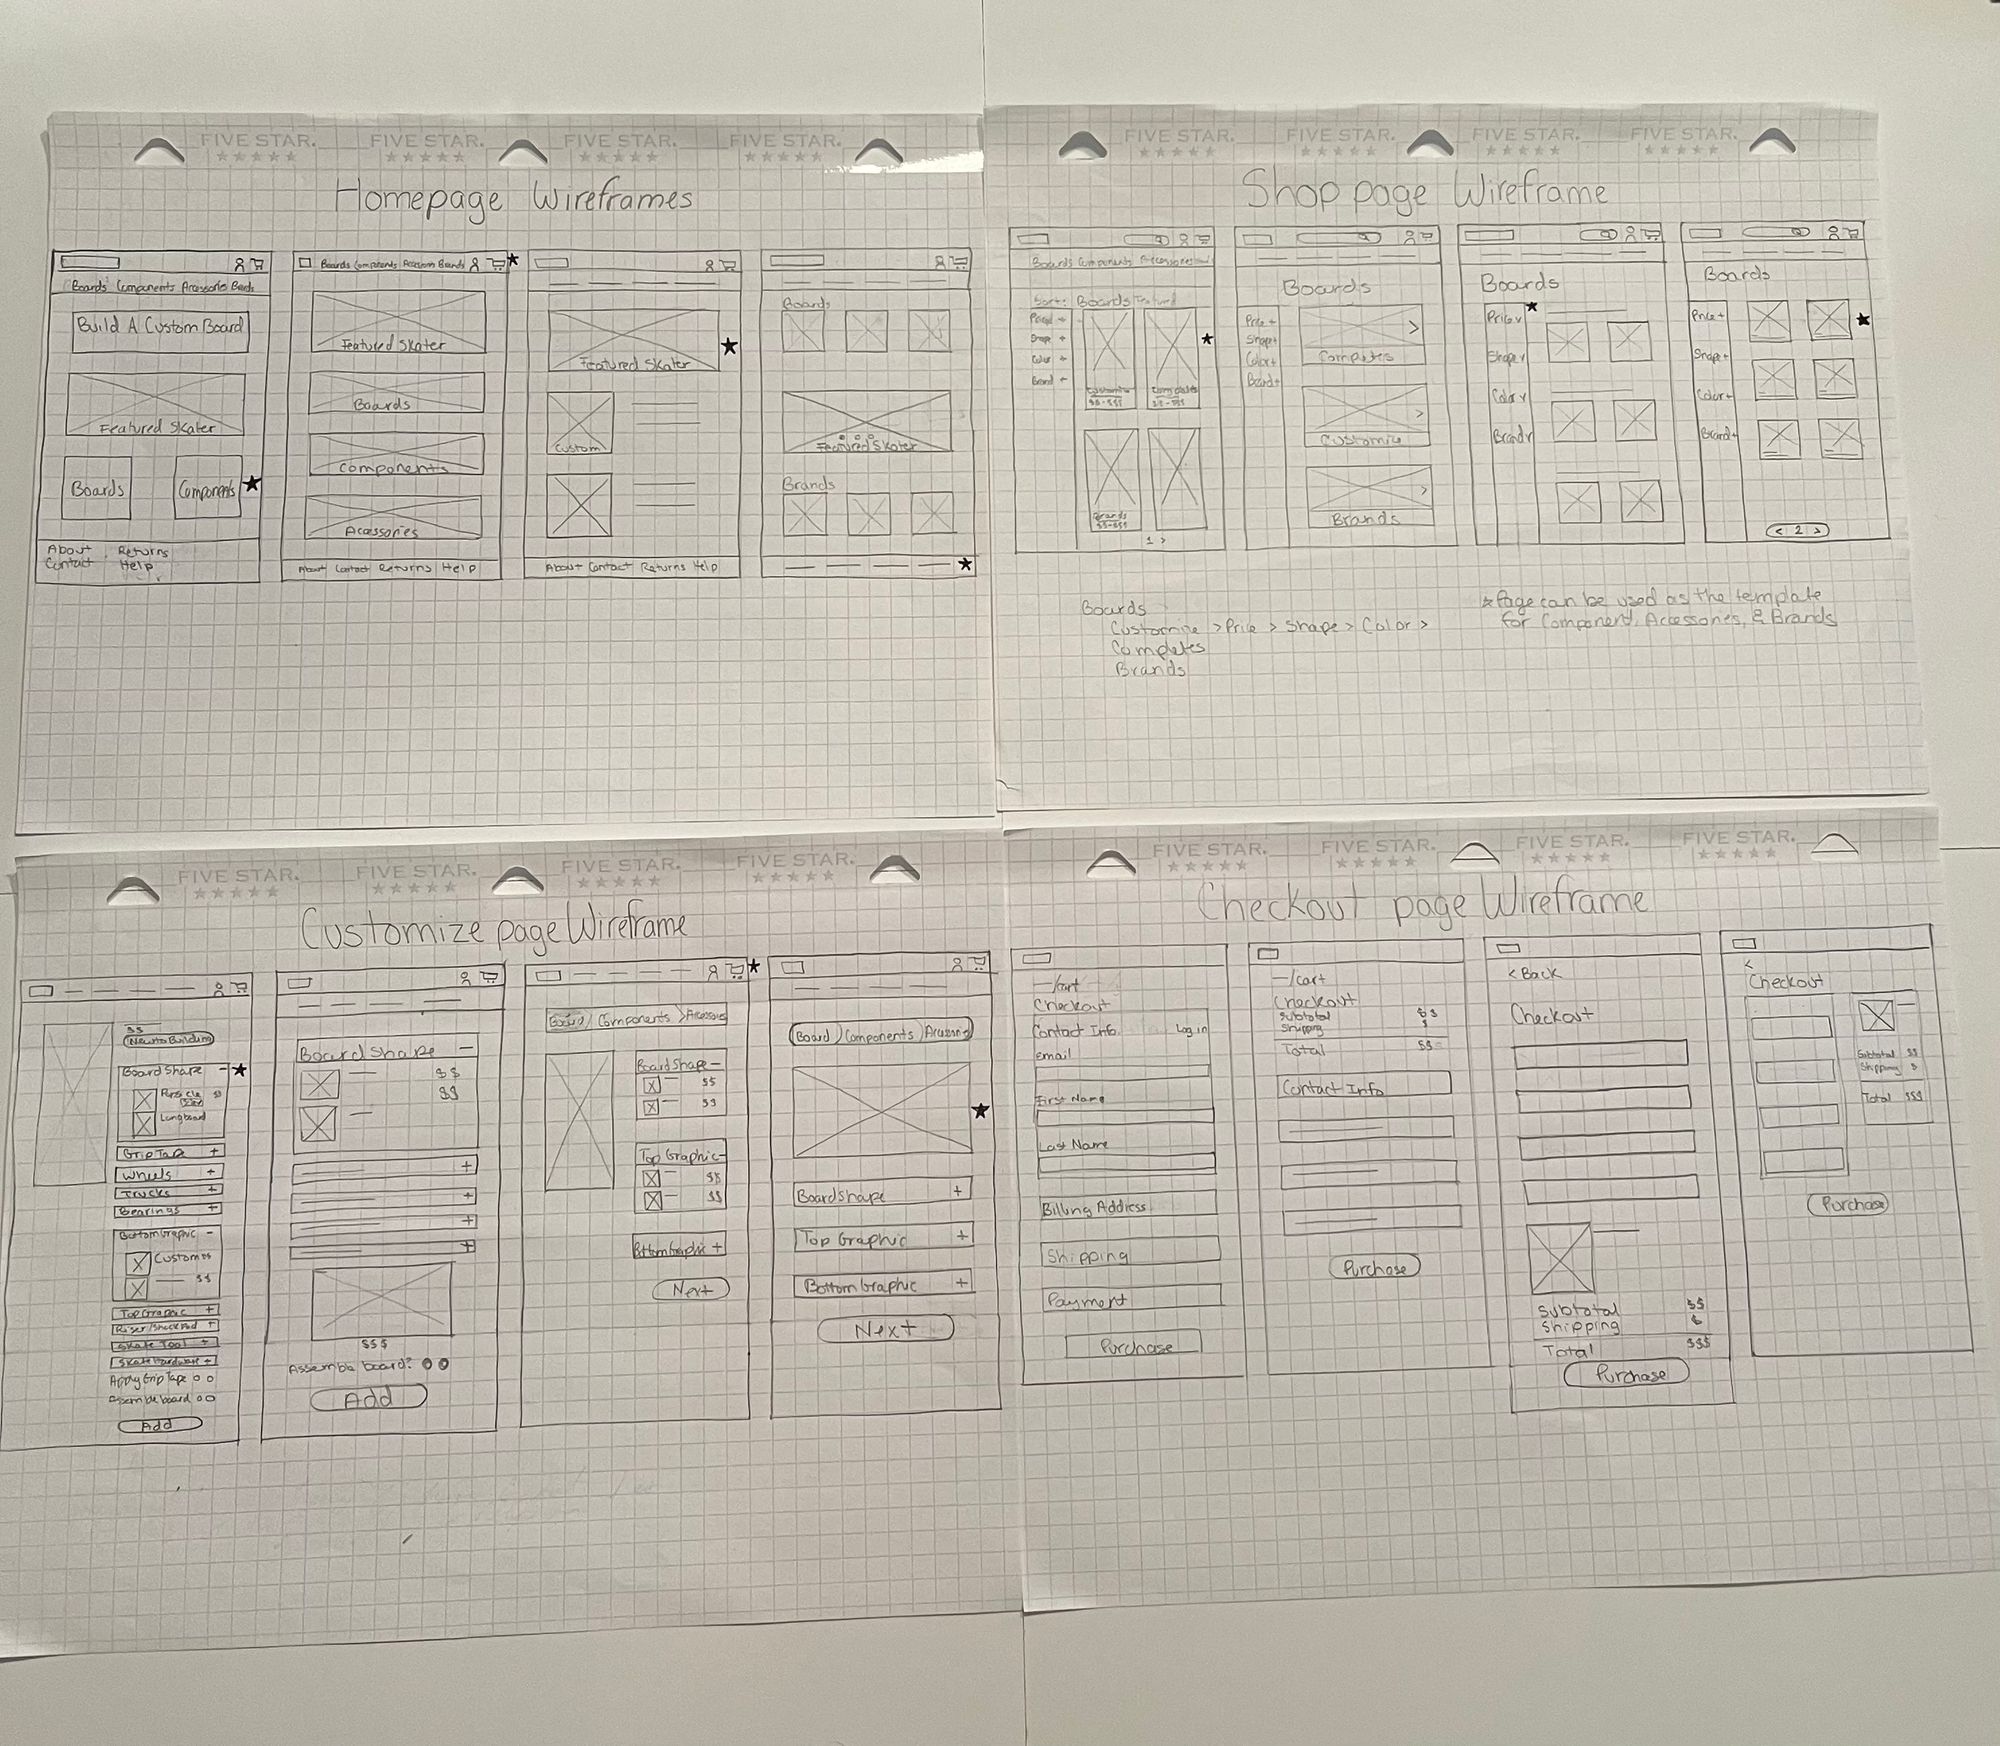 FIVE STAR. FIVE STAR. FIVE STAR. FIVE STAR.
Homepage Wireframes
Boards Components Accessories
Build A Custom Board
Featured Skater
Boards Components
About Returns
Contact Help
Boards Components Brands
Featured Skater
Boards
Components
Acessories
About Contact Returns Help
Featured Skater
Custom
About Contact Returns Help
Boards
Featured Skater
Brands
FIVE STAR. FIVE STAR. FIVE STAR. FIVE STAR.
Shop page Wireframe
Boards Components Accessories
Sort: Boards Featured
Price +
Shape +
Color +
Brand +
Customize Completes
$$-$$$ $$-$$$
Brands
$$-$$$
1 >
Boards
Price +
Shape +
Color +
Brand +
>
Completes
>
Customize
>
Brands
Boards
Price v
Shape v
Color v
Brand v
Boards
Price +
Shape +
Color +
Brand +
< 2 >
Boards
Customize > Price > Shape > Color >
Completes
Brands
* Page can be used as the template
for Component, Accessories, & Brands
FIVE STAR. FIVE STAR. FIVE STAR. FIVE STAR.
Customize page Wireframe
$$
New to Building
Board Shape -
$
Longboard
Grip Tape +
Wheels +
Trucks +
Bearings +
Bottom Graphic -
Custom $$
$$
Top Graphic +
Riser/Shock Pad +
Skate Tool +
Skate Hardware +
Apply Grip Tape
Assemble board
Add
Board Shape -
$$
$$
+
+
+
+
$$$
Assemble board?
Add
Board / Components > Accessories
Board Shape -
$$
$$
Top Graphic -
$$
$$
Bottom Graphic +
Next
Board ) Components )
Board Shape +
Top Graphic +
Bottom Graphic +
Next
FIVE STAR. FIVE STAR. FIVE STAR. FIVE STAR.
Checkout page Wireframe
/cart
Checkout
Contact Info. Log in
email
First Name
Last Name
Billing Address
Shipping
Payment
Purchase
/cart
Checkout
Subtotal $$
Shipping $
Total $$
Contact Info
Purchase
< Back
Checkout
Subtotal $$
Shipping $
Total $$$
Purchase
<
Checkout
Subtotal $$
Shipping $
Total $$$
Purchase